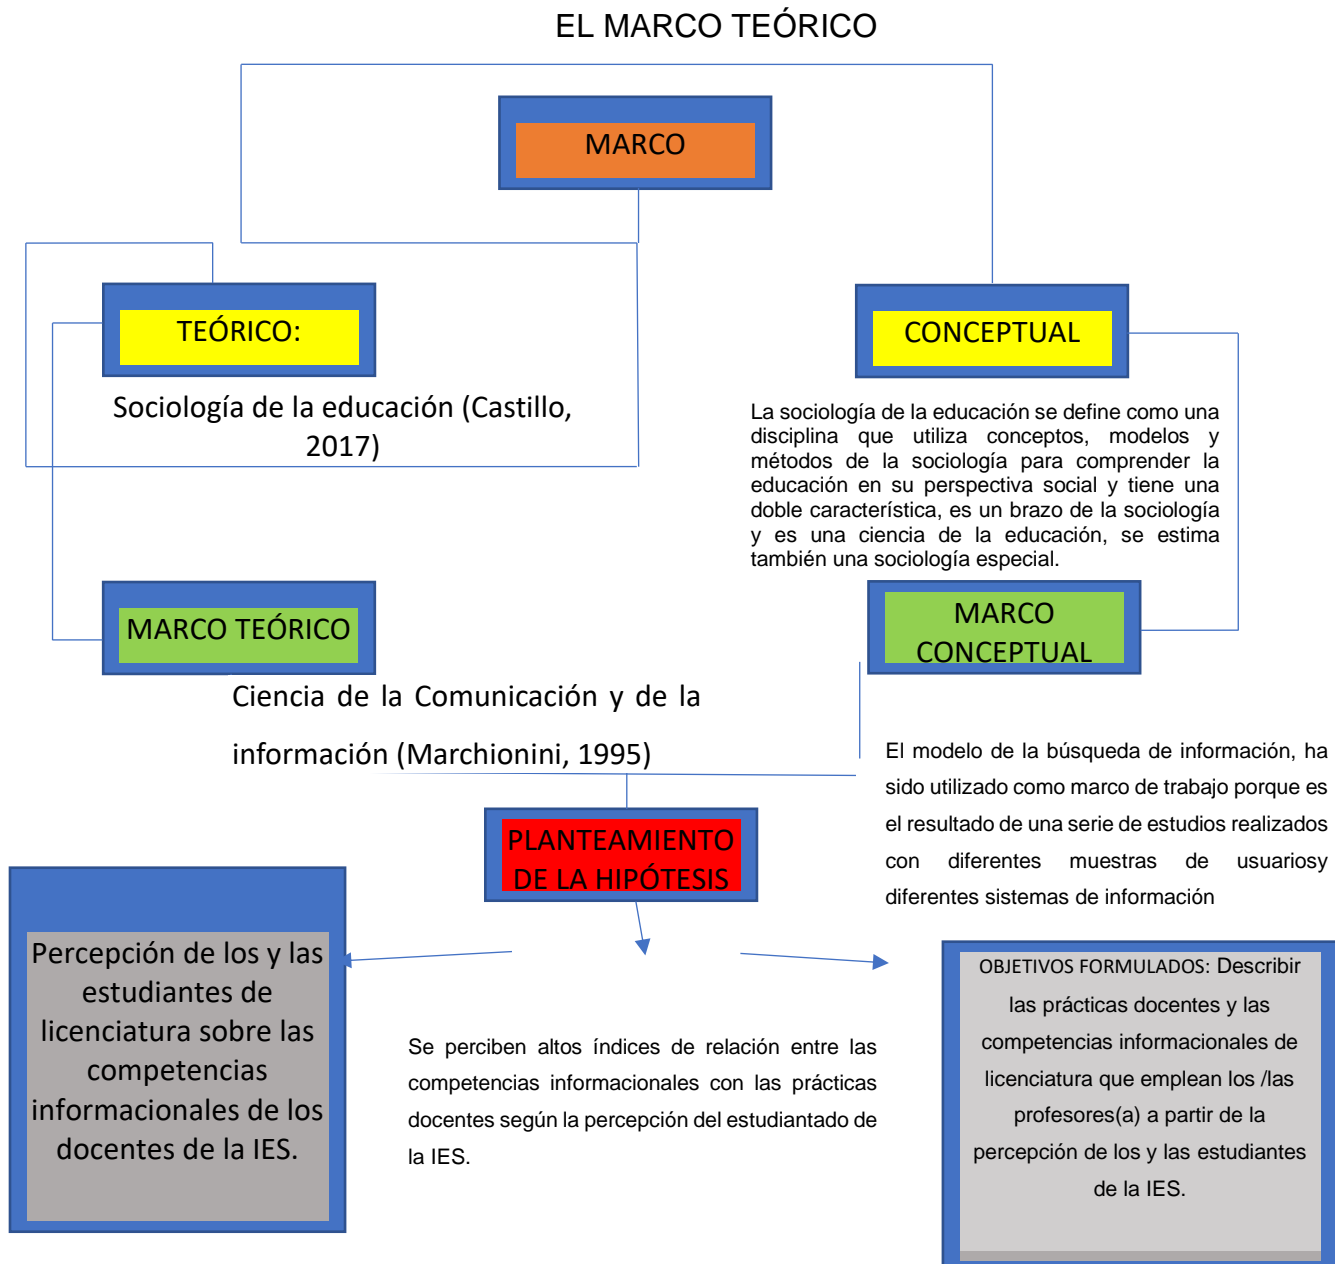 EL MARCO TEÓRICO
MARCO
TEÓRICO:
CONCEPTUAL
Sociología de la educación (Castillo,
2017)
La sociología de la educación se define como una
disciplina que utiliza conceptos, modelos y
métodos de la sociología para comprender la
educación en su perspectiva social y tiene una
doble característica, es un brazo de la sociología
y es una ciencia de la educación, se estima
también una sociología especial.
MARCO TEÓRICO
MARCO
CONCEPTUAL
Ciencia de la Comunicación y de la
información (Marchionini, 1995)
El modelo de la búsqueda de información, ha
sido utilizado como marco de trabajo porque es
el resultado de una serie de estudios realizados
con diferentes muestras de usuariosy
diferentes sistemas de información
PLANTEAMIENTO
DE LA HIPÓTESIS
Percepción de los y las
estudiantes de
licenciatura sobre las
competencias
informacionales de los
docentes de la IES.
Se perciben altos índices de relación entre las
competencias informacionales con las prácticas
docentes según la percepción del estudiantado de
la IES.
OBJETIVOS FORMULADOS: Describir
las prácticas docentes y las
competencias informacionales de
licenciatura que emplean los /las
profesores(a) a partir de la
percepción de los y las estudiantes
de la IES.